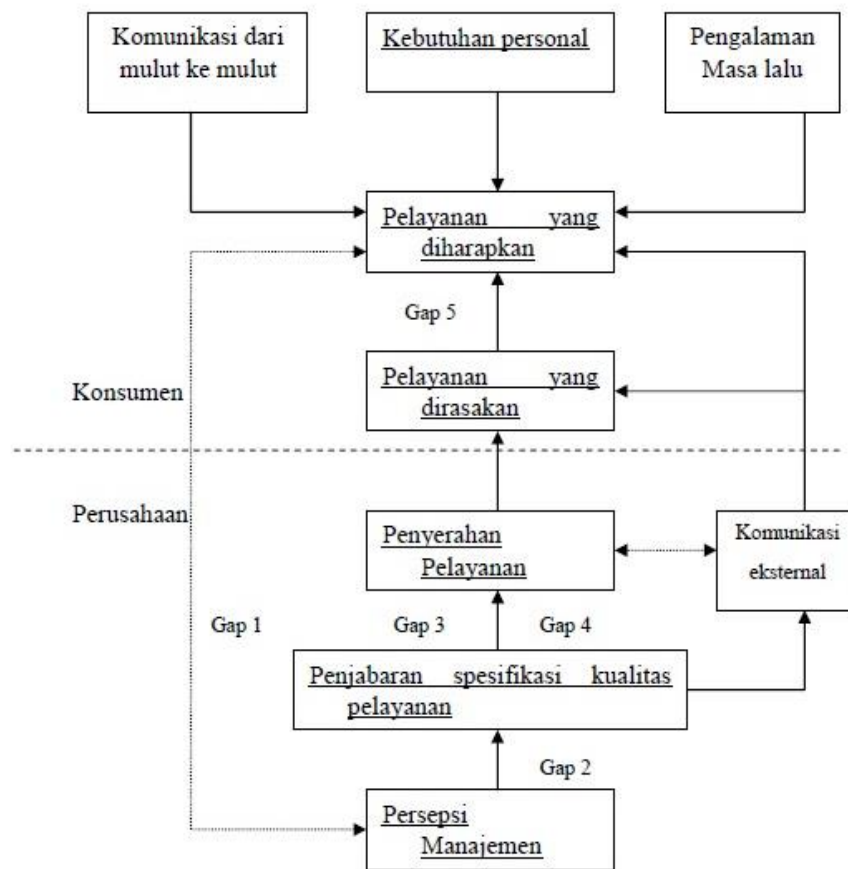 Komunikasi dari
mulut ke mulut
Kebutuhan personal
Pengalaman
Masa lalu
Pelayanan yang
diharapkan
Gap 5
Pelayanan yang
dirasakan
Konsumen
Perusahaan
Penyerahan
Pelayanan
Komunikasi
eksternal
Gap 1
Gap 3
Gap 4
Penjabaran spesifikasi kualitas
pelayanan
Gap 2
Persepsi
Manajemen